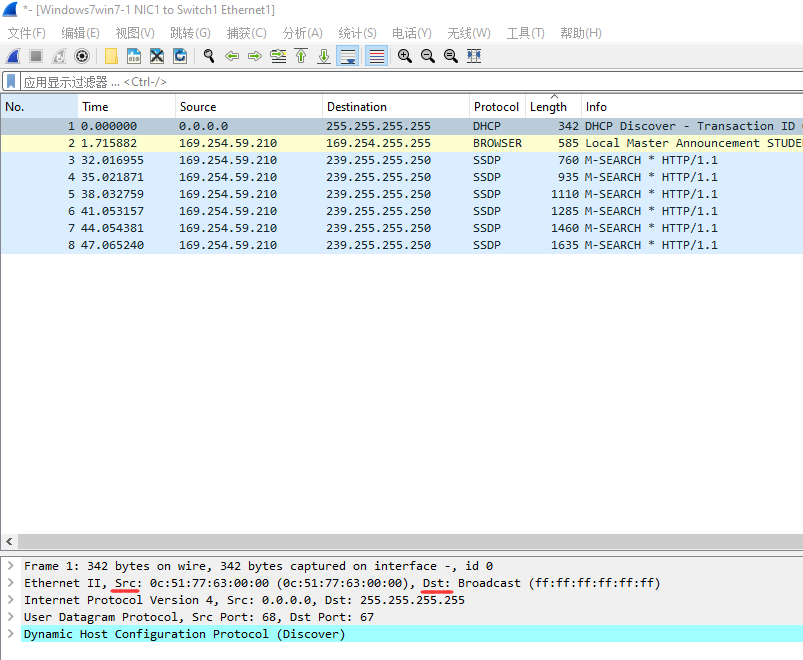 *- [Windows7win7-1 NIC1 to Switch1 Ethernet1]
文件(F) 编辑(E) 视图(V) 跳转(G) 捕获(C) 分析(A) 统计(S) 电话(Y) 无线(W) 工具(T) 帮助(H)
应用显示过滤器 … <Ctrl-/>
No. Time Source Destination Protocol Length Info
1 0.000000 0.0.0.0 255.255.255.255 DHCP 342 DHCP Discover - Transaction ID
2 1.715882 169.254.59.210 169.254.255.255 BROWSER 585 Local Master Announcement STUDE
3 32.016955 169.254.59.210 239.255.255.250 SSDP 760 M-SEARCH * HTTP/1.1
4 35.021871 169.254.59.210 239.255.255.250 SSDP 935 M-SEARCH * HTTP/1.1
5 38.032759 169.254.59.210 239.255.255.250 SSDP 1110 M-SEARCH * HTTP/1.1
6 41.053157 169.254.59.210 239.255.255.250 SSDP 1285 M-SEARCH * HTTP/1.1
7 44.054381 169.254.59.210 239.255.255.250 SSDP 1460 M-SEARCH * HTTP/1.1
8 47.065240 169.254.59.210 239.255.255.250 SSDP 1635 M-SEARCH * HTTP/1.1
Frame 1: 342 bytes on wire, 342 bytes captured on interface -, id 0
Ethernet II, Src: 0c:51:77:63:00:00 (0c:51:77:63:00:00), Dst: Broadcast (ff:ff:ff:ff:ff:ff)
Internet Protocol Version 4, Src: 0.0.0.0, Dst: 255.255.255.255
User Datagram Protocol, Src Port: 68, Dst Port: 67
Dynamic Host Configuration Protocol (Discover)